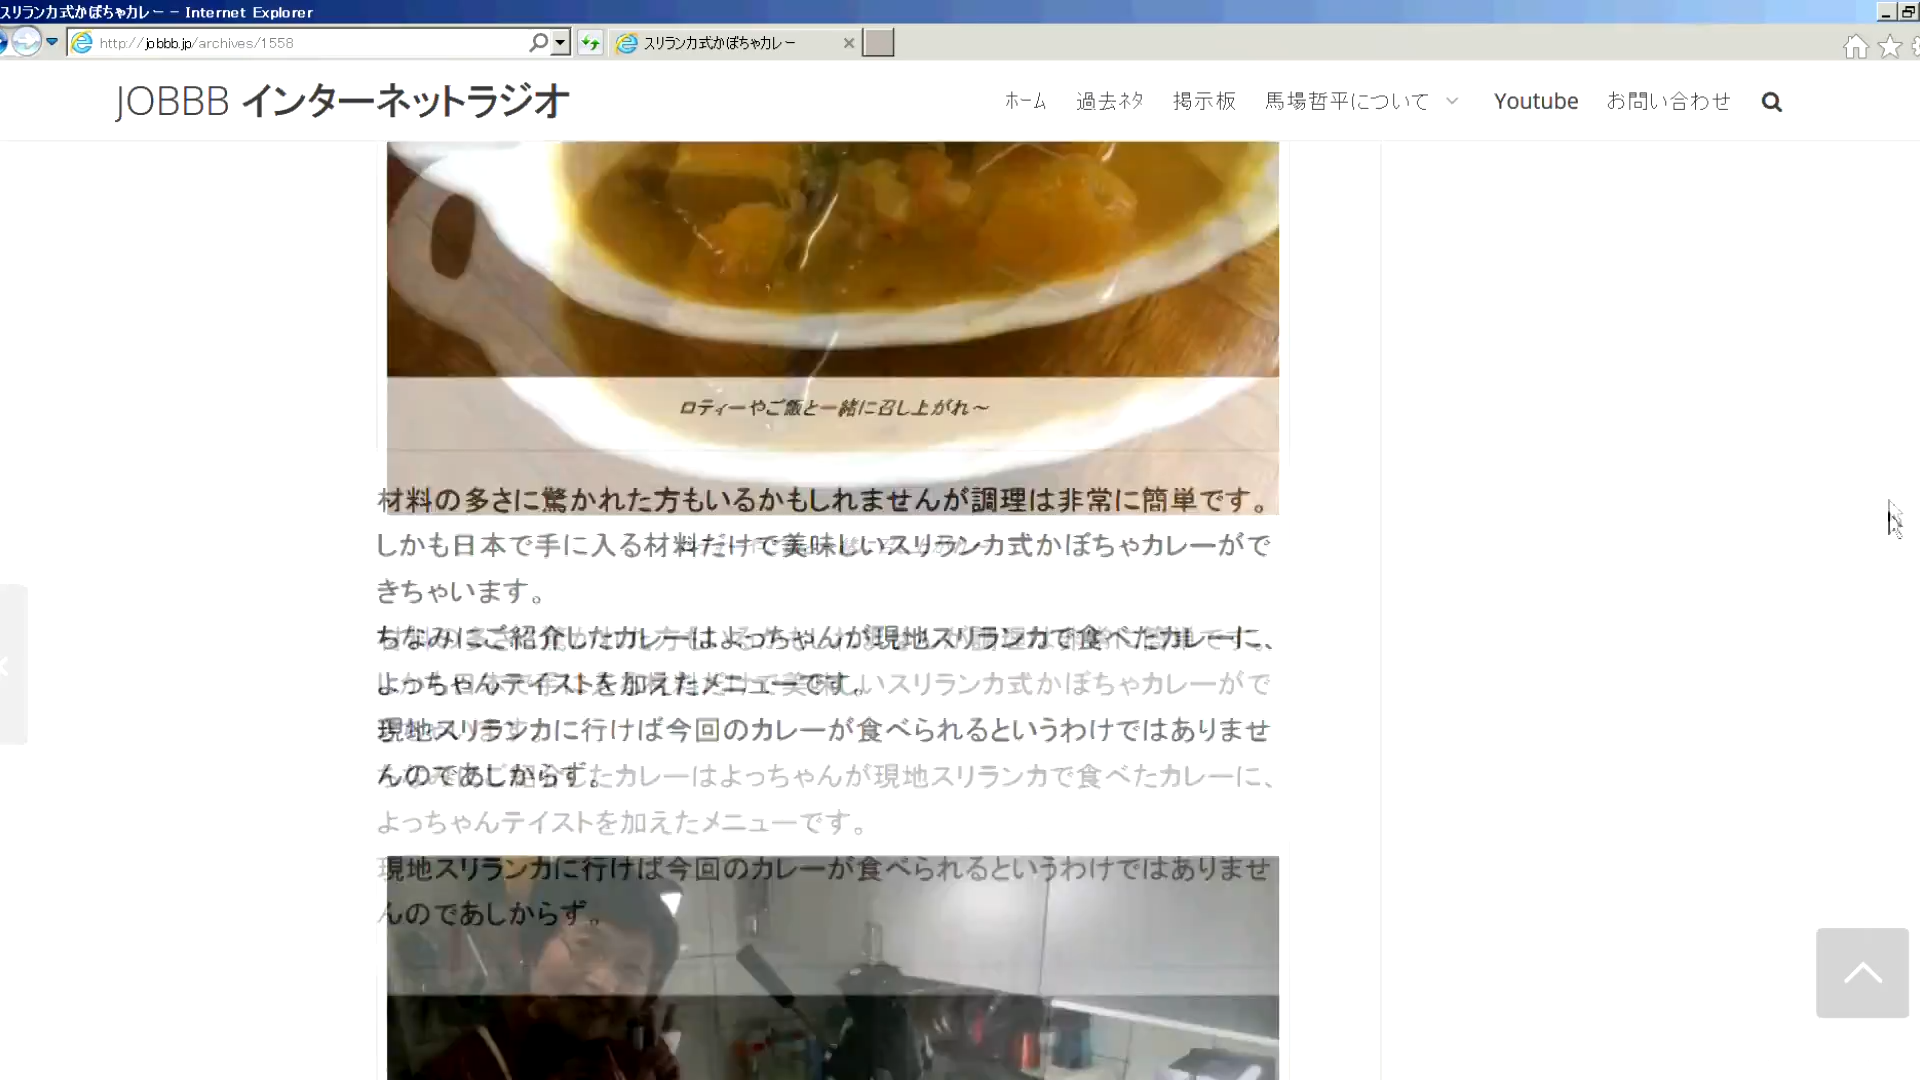 スリランカ式かぼちゃカレー - Internet Explorer
http://jobbb.jp/archives/1558
スリランカ式かぼちゃカレー
JOBBB インターネットラジオ
ホーム 過去ネタ 掲示板 馬場哲平について Youtube お問い合わせ
ロティーやご飯と一緒に召し上がれ～
材料の多さに驚かれた方もいるかもしれませんが調理は非常に簡単です。
しかも日本で手に入る材料だけで美味しいスリランカ式かぼちゃカレーがで
きちゃいます。
ちなみにご紹介したカレーはよっちゃんが現地スリランカで食べたカレーに、
よっちゃんテイストを加えたメニューです。
現地スリランカに行けば今回のカレーが食べられるというわけではありませ
んのであしからず。
たカレーはよっちゃんが現地スリランカで食べたカレーに、
よっちゃんテイストを加えたメニューです。
現地スリランカに行けば今回のカレーが食べられるというわけではありませ
んのであしからず。